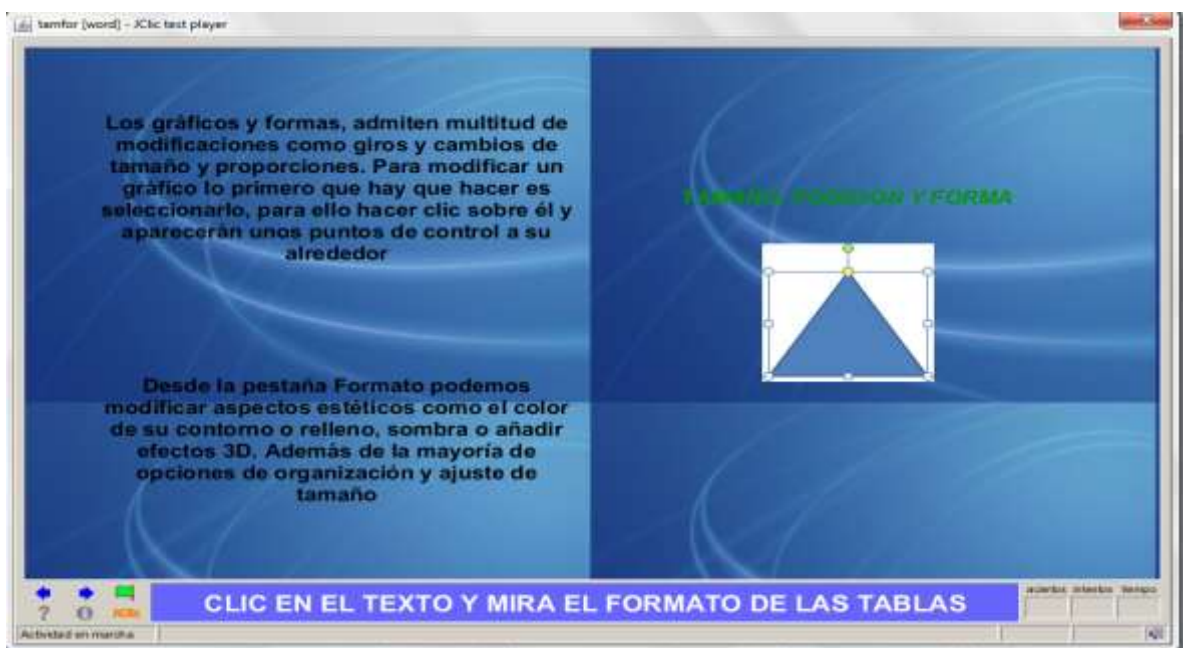 tamfor [word] - JClic test player
Los gráficos y formas, admiten multitud de
modificaciones como giros y cambios de
tamaño y proporciones. Para modificar un
gráfico lo primero que hay que hacer es
seleccionarlo, para ello hacer clic sobre él y
aparecerán unos puntos de control a su
alrededor
Y FORMA
Desde la pestaña Formato podemos
modificar aspectos estéticos como el color
de su contorno o relleno, sombra o añadir
efectos 3D. Además de la mayoría de
opciones de organización y ajuste de
tamaño
CLIC EN EL TEXTO Y MIRA EL FORMATO DE LAS TABLAS
aciertos intentos tiempo
JClic
Actividad en marcha